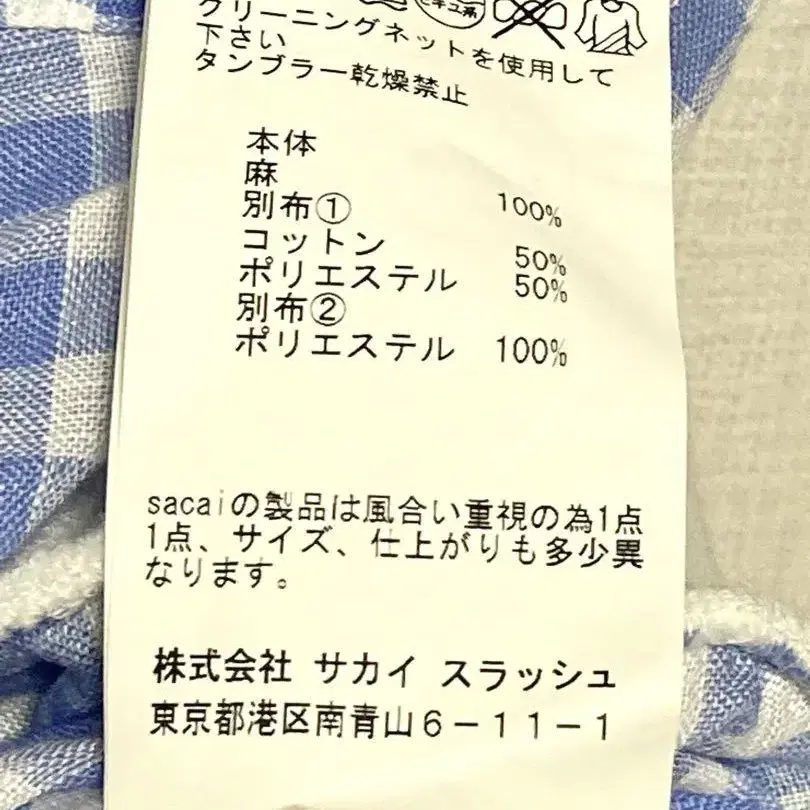 セキユ系
クリーニングネットを使用して
下さい
タンブラー乾燥禁止
本体
麻
別布① 100%
コットン 50%
ポリエステル 50%
別布②
ポリエステル 100%
sacaiの製品は風合い重視の為1点
1点、サイズ、仕上がりも多少異
なります。
株式会社 サカイ スラッシュ
東京都港区南青山6－11－1